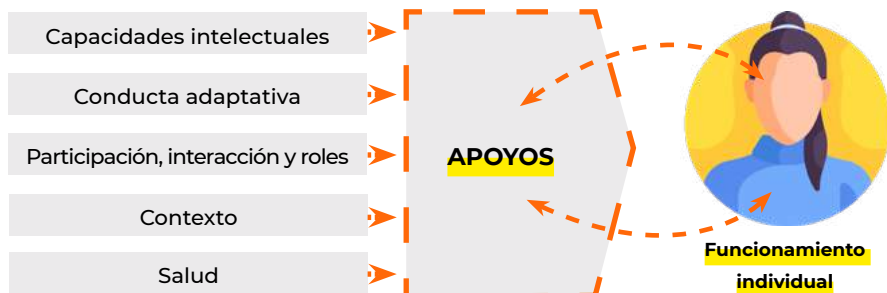 Capacidades intelectuales
Conducta adaptativa
Participación, interacción y roles
Contexto
Salud
APOYOS
Funcionamiento
individual